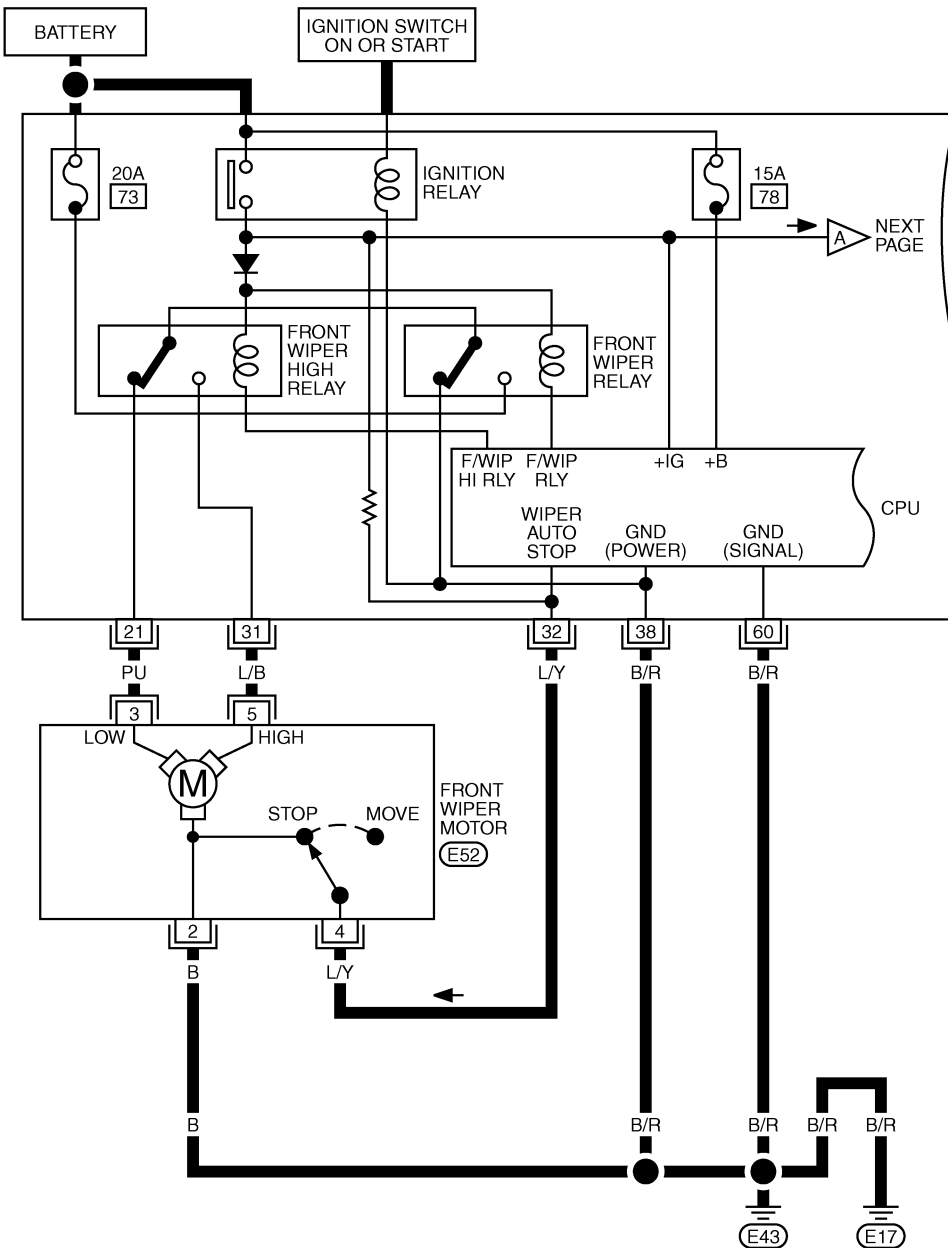 BATTERY
IGNITION SWITCH
ON OR START
20A
73
IGNITION
RELAY
15A
78
A
NEXT
PAGE
FRONT
WIPER
HIGH
RELAY
FRONT
WIPER
RELAY
F/WIP
HI RLY
F/WIP
RLY
+IG
+B
CPU
WIPER
AUTO
STOP
GND
(POWER)
GND
(SIGNAL)
21
31
32
38
60
PU
L/B
L/Y
B/R
B/R
3
5
LOW
HIGH
M
STOP
MOVE
FRONT
WIPER
MOTOR
E52
2
4
B
L/Y
B
B/R
B/R
B/R
B/R
E43
E17